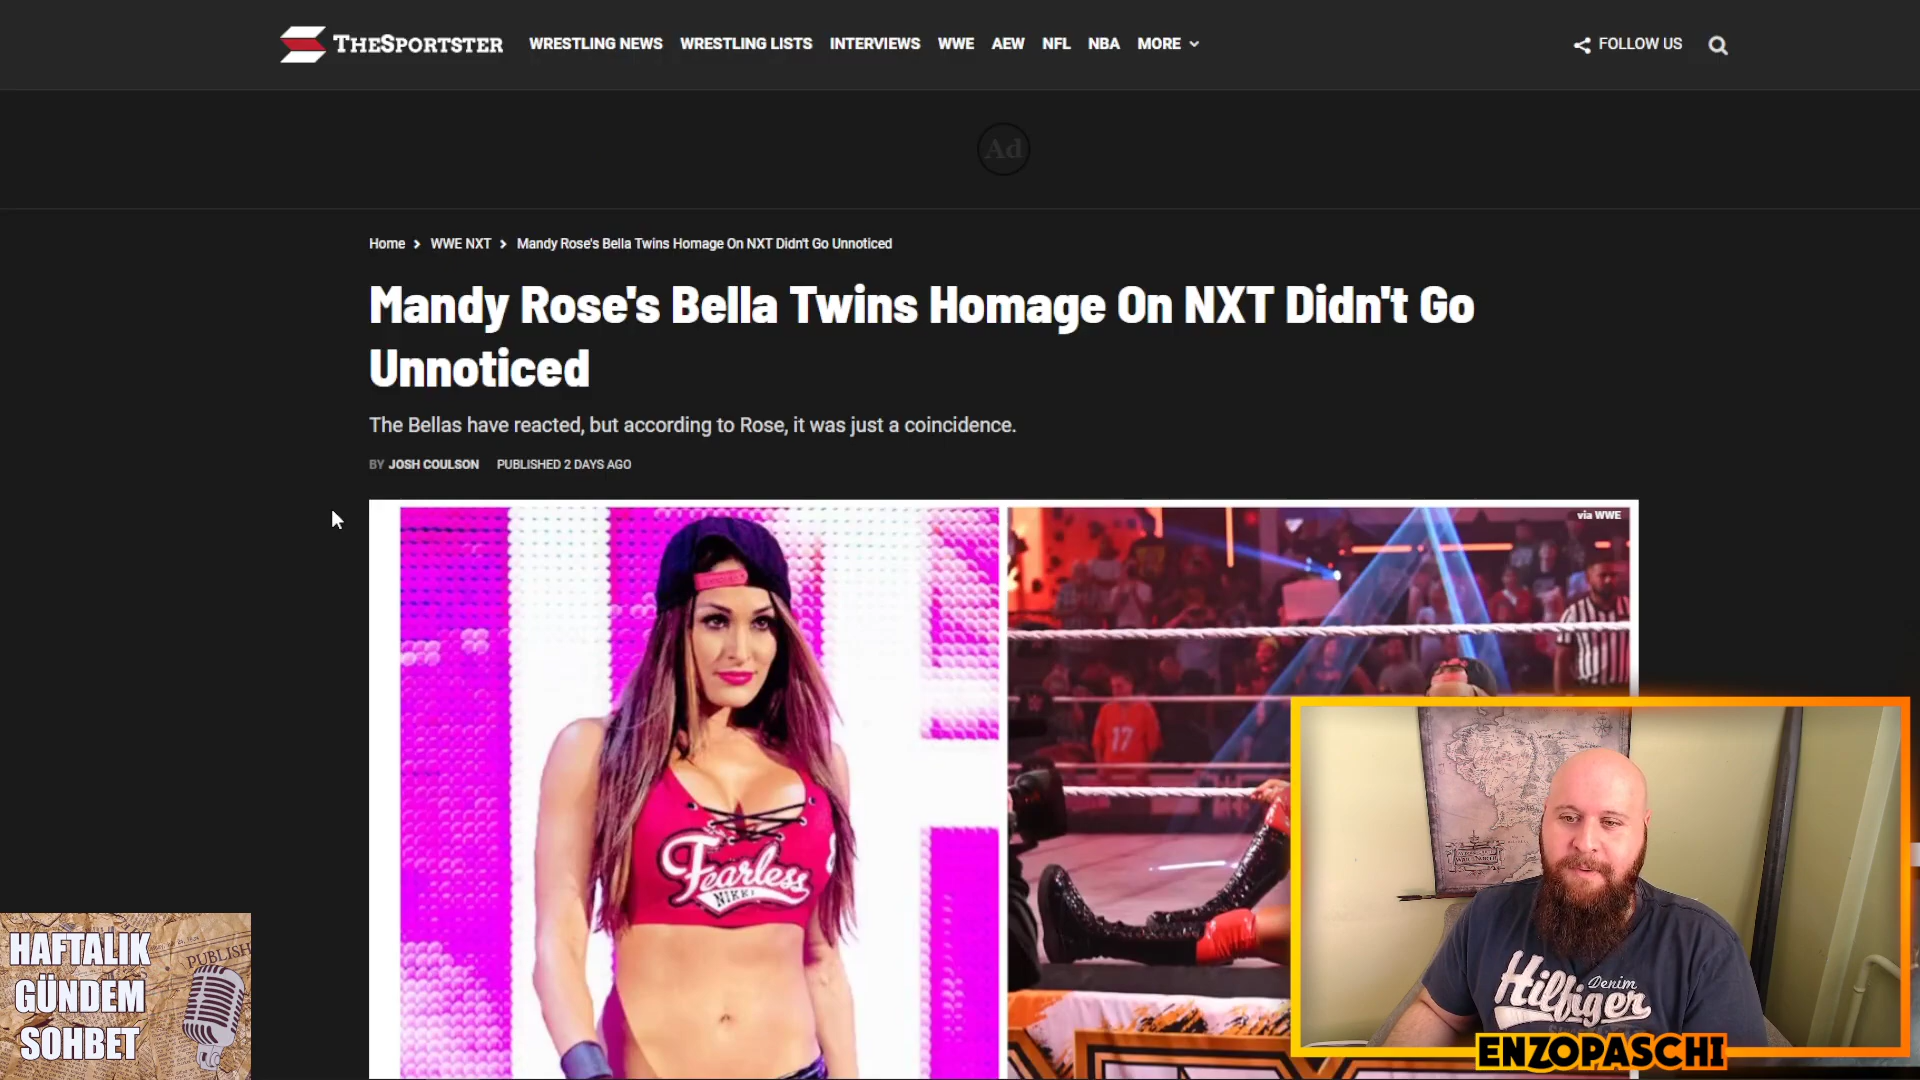 THESPORTSTER
WRESTLING NEWS WRESTLING LISTS INTERVIEWS WWE AEW NFL NBA MORE
FOLLOW US
Ad
Home > WWE NXT > Mandy Rose's Bella Twins Homage On NXT Didn't Go Unnoticed
Mandy Rose's Bella Twins Homage On NXT Didn't Go
Unnoticed
The Bellas have reacted, but according to Rose, it was just a coincidence.
BY JOSH COULSON PUBLISHED 2 DAYS AGO
via WWE
Fearless
NIKKI
17
PUBLISH
HAFTALIK
GÜNDEM
SOHBET
Hilfiger
Denim
ENZOPASCHI